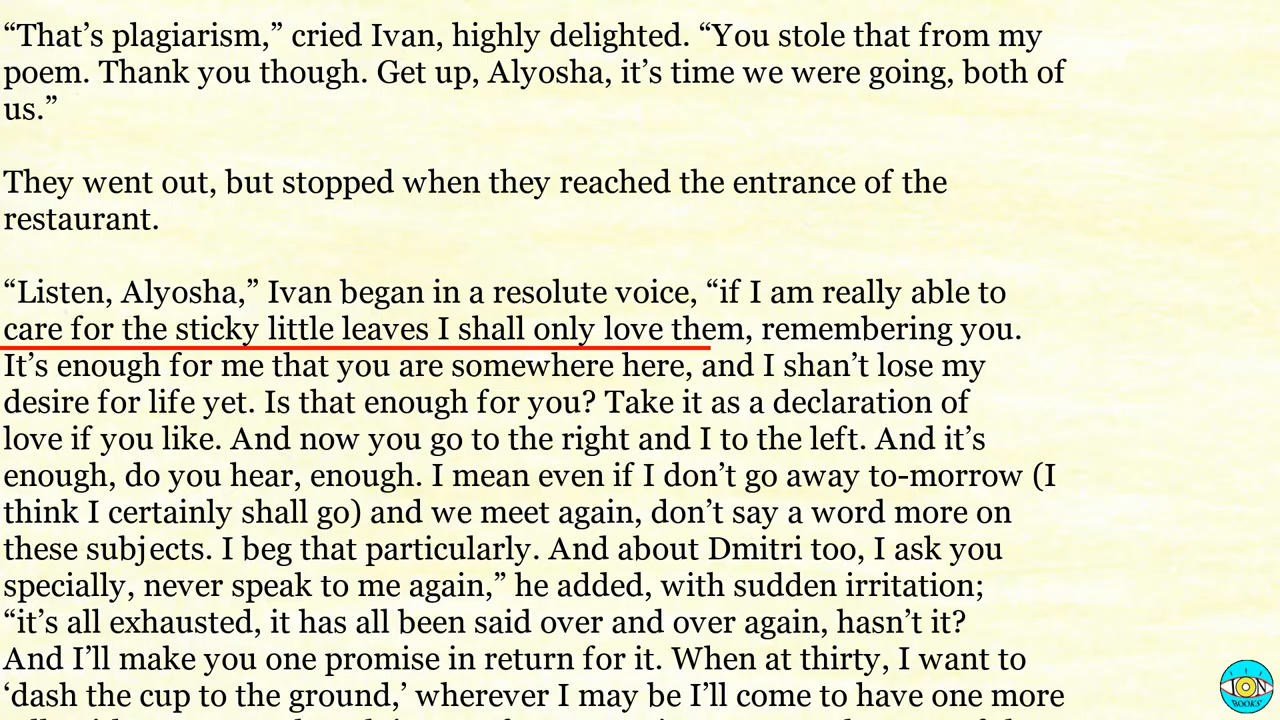 “That’s plagiarism,” cried Ivan, highly delighted. “You stole that from my
poem. Thank you though. Get up, Alyosha, it’s time we were going, both of
us.”
They went out, but stopped when they reached the entrance of the
restaurant.
“Listen, Alyosha,” Ivan began in a resolute voice, “if I am really able to
care for the sticky little leaves I shall only love them, remembering you.
It’s enough for me that you are somewhere here, and I shan’t lose my
desire for life yet. Is that enough for you? Take it as a declaration of
love if you like. And now you go to the right and I to the left. And it’s
enough, do you hear, enough. I mean even if I don’t go away to-morrow (I
think I certainly shall go) and we meet again, don’t say a word more on
these subjects. I beg that particularly. And about Dmitri too, I ask you
specially, never speak to me again,” he added, with sudden irritation;
“it’s all exhausted, it has all been said over and over again, hasn’t it?
And I’ll make you one promise in return for it. When at thirty, I want to
‘dash the cup to the ground,’ wherever I may be I’ll come to have one more
ION
BOOKS